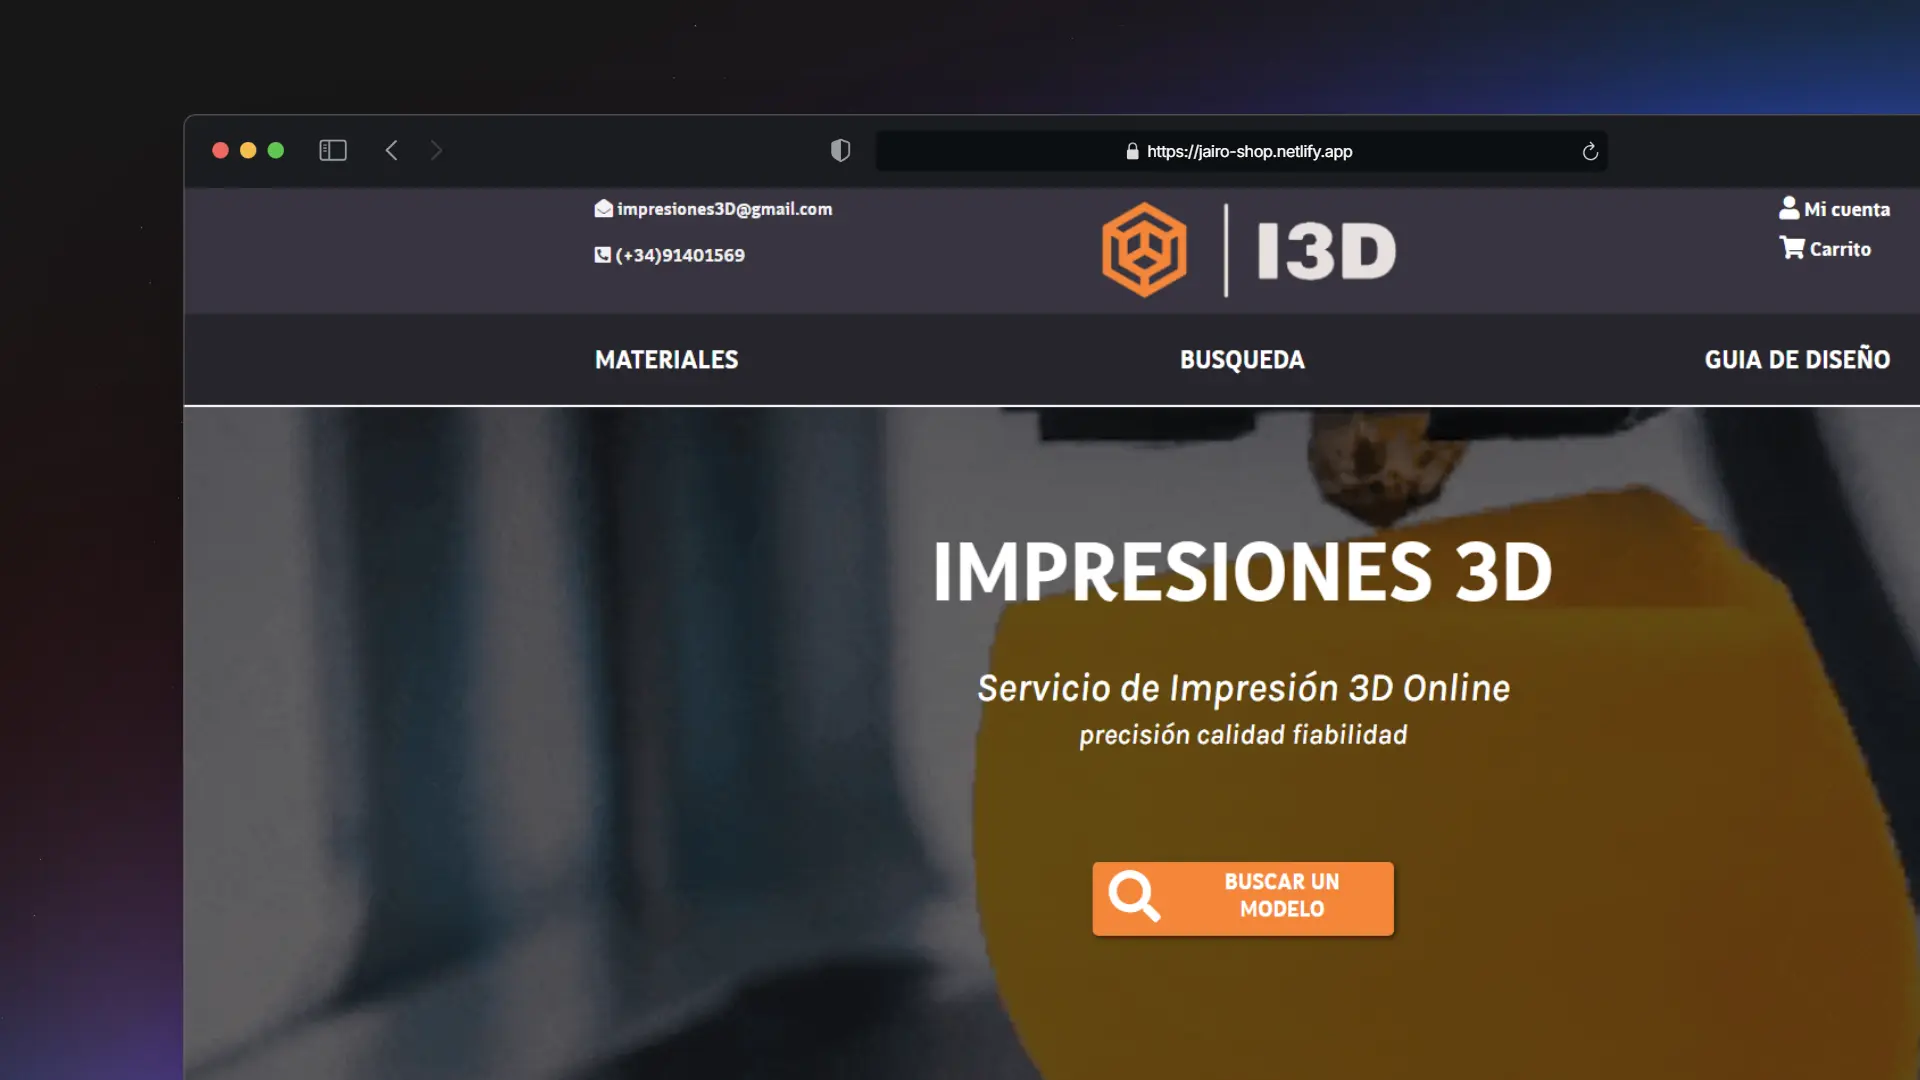 https://jairo-shop.netlify.app
impresiones3D@gmail.com
(+34)91401569
I3D
Mi cuenta
Carrito
MATERIALES
BUSQUEDA
GUIA DE DISEÑO
IMPRESIONES 3D
Servicio de Impresión 3D Online
precisión calidad fiabilidad
BUSCAR UN
MODELO